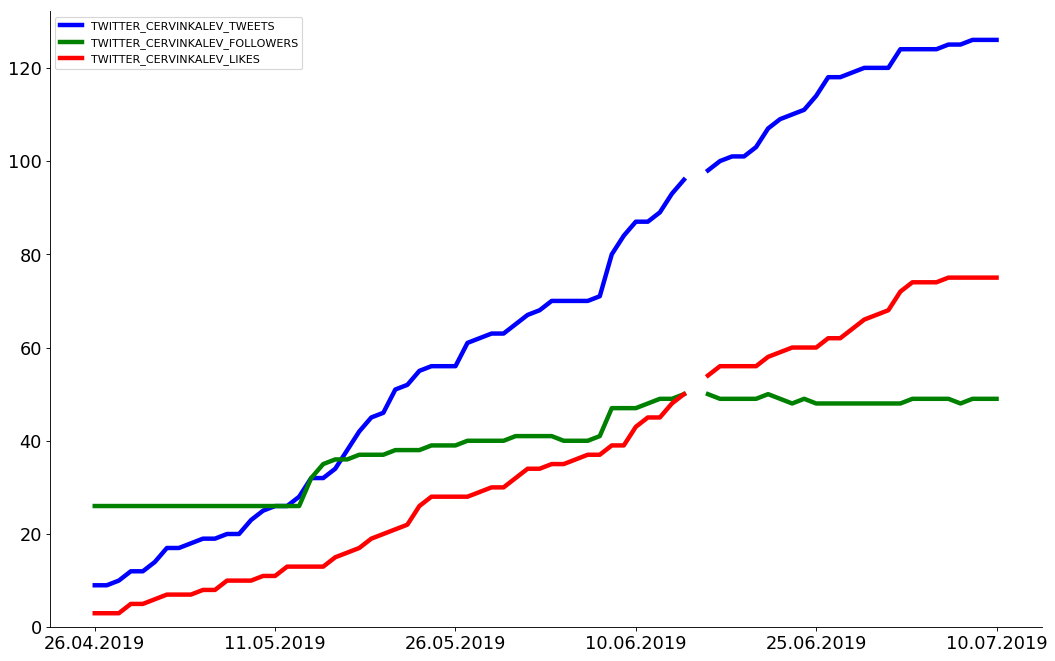 TWITTER_CERVINKALEV_TWEETS
TWITTER_CERVINKALEV_FOLLOWERS
TWITTER_CERVINKALEV_LIKES
120
100
80
60
40
20
0
26.04.2019 11.05.2019 26.05.2019 10.06.2019 25.06.2019 10.07.2019